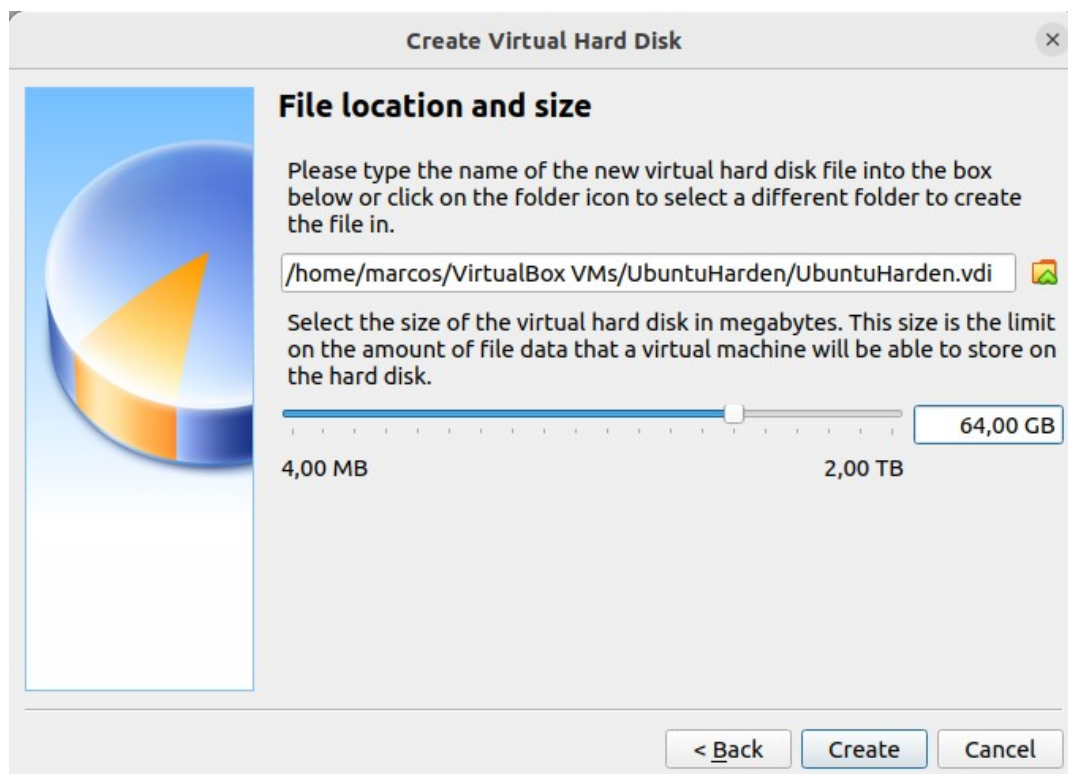 Create Virtual Hard Disk
File location and size
Please type the name of the new virtual hard disk file into the box
below or click on the folder icon to select a different folder to create
the file in.
/home/marcos/VirtualBox VMs/UbuntuHarden/UbuntuHarden.vdi
Select the size of the virtual hard disk in megabytes. This size is the limit
on the amount of file data that a virtual machine will be able to store on
the hard disk.
64,00 GB
4,00 MB 2,00 TB
< Back Create Cancel